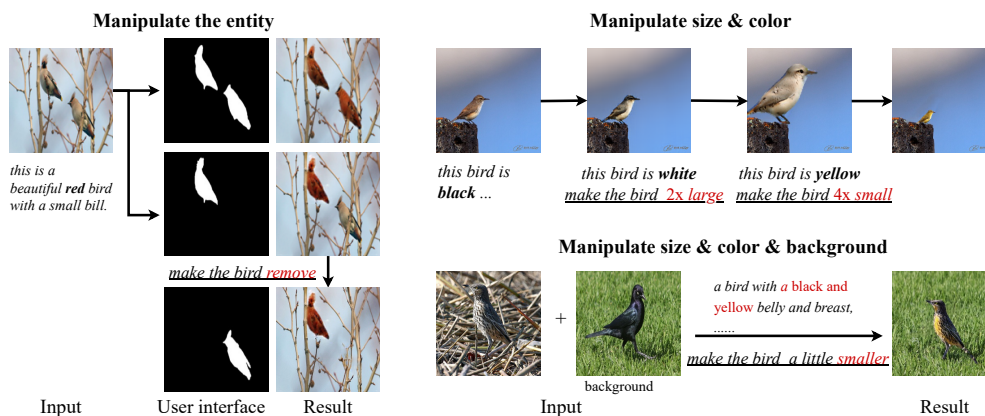 Manipulate the entity
this is a
beautiful red bird
with a small bill.
make the bird remove
Input
User interface
Result
Manipulate size & color
this bird is
black ...
this bird is white
make the bird 2x large
this bird is yellow
make the bird 4x small
Manipulate size & color & background
+
background
a bird with a black and
yellow belly and breast,
......
make the bird a little smaller
Input
Result